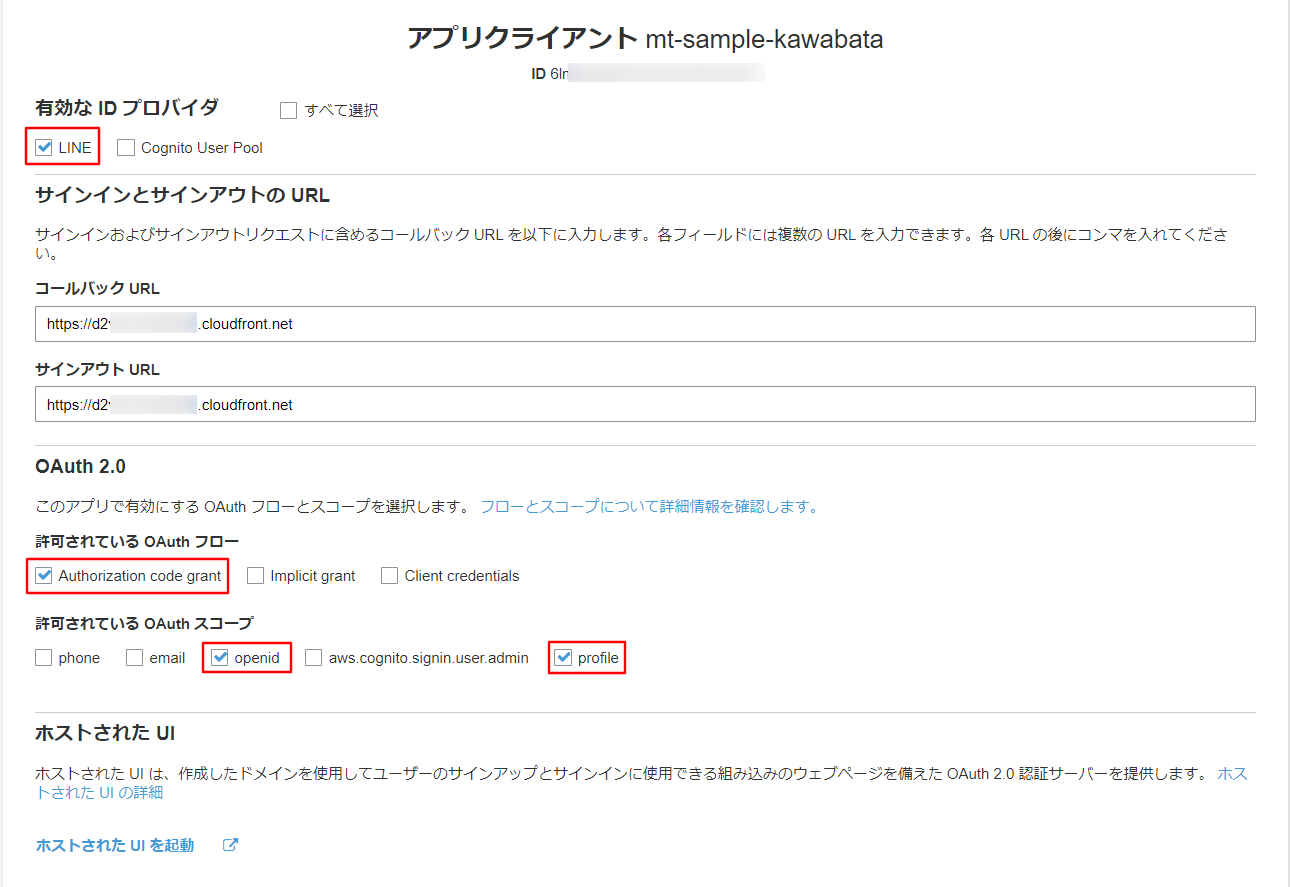 アプリクライアント mt-sample-kawabata
ID 6ln
有効な ID プロバイダ すべて選択
LINE Cognito User Pool
サインインとサインアウトの URL
サインインおよびサインアウトリクエストに含めるコールバック URL を以下に入力します。各フィールドには複数の URL を入力できます。各 URL の後にコンマを入れてくださ
い。
コールバック URL
https://d2 .cloudfront.net
サインアウト URL
https://d2 .cloudfront.net
OAuth 2.0
このアプリで有効にする OAuth フローとスコープを選択します。 フローとスコープについて詳細情報を確認します。
許可されている OAuth フロー
Authorization code grant Implicit grant Client credentials
許可されている OAuth スコープ
phone email openid aws.cognito.signin.user.admin profile
ホストされた UI
ホストされた UI は、作成したドメインを使用してユーザーのサインアップとサインインに使用できる組み込みのウェブページを備えた OAuth 2.0 認証サーバーを提供します。 ホス
トされた UI の詳細
ホストされた UI を起動